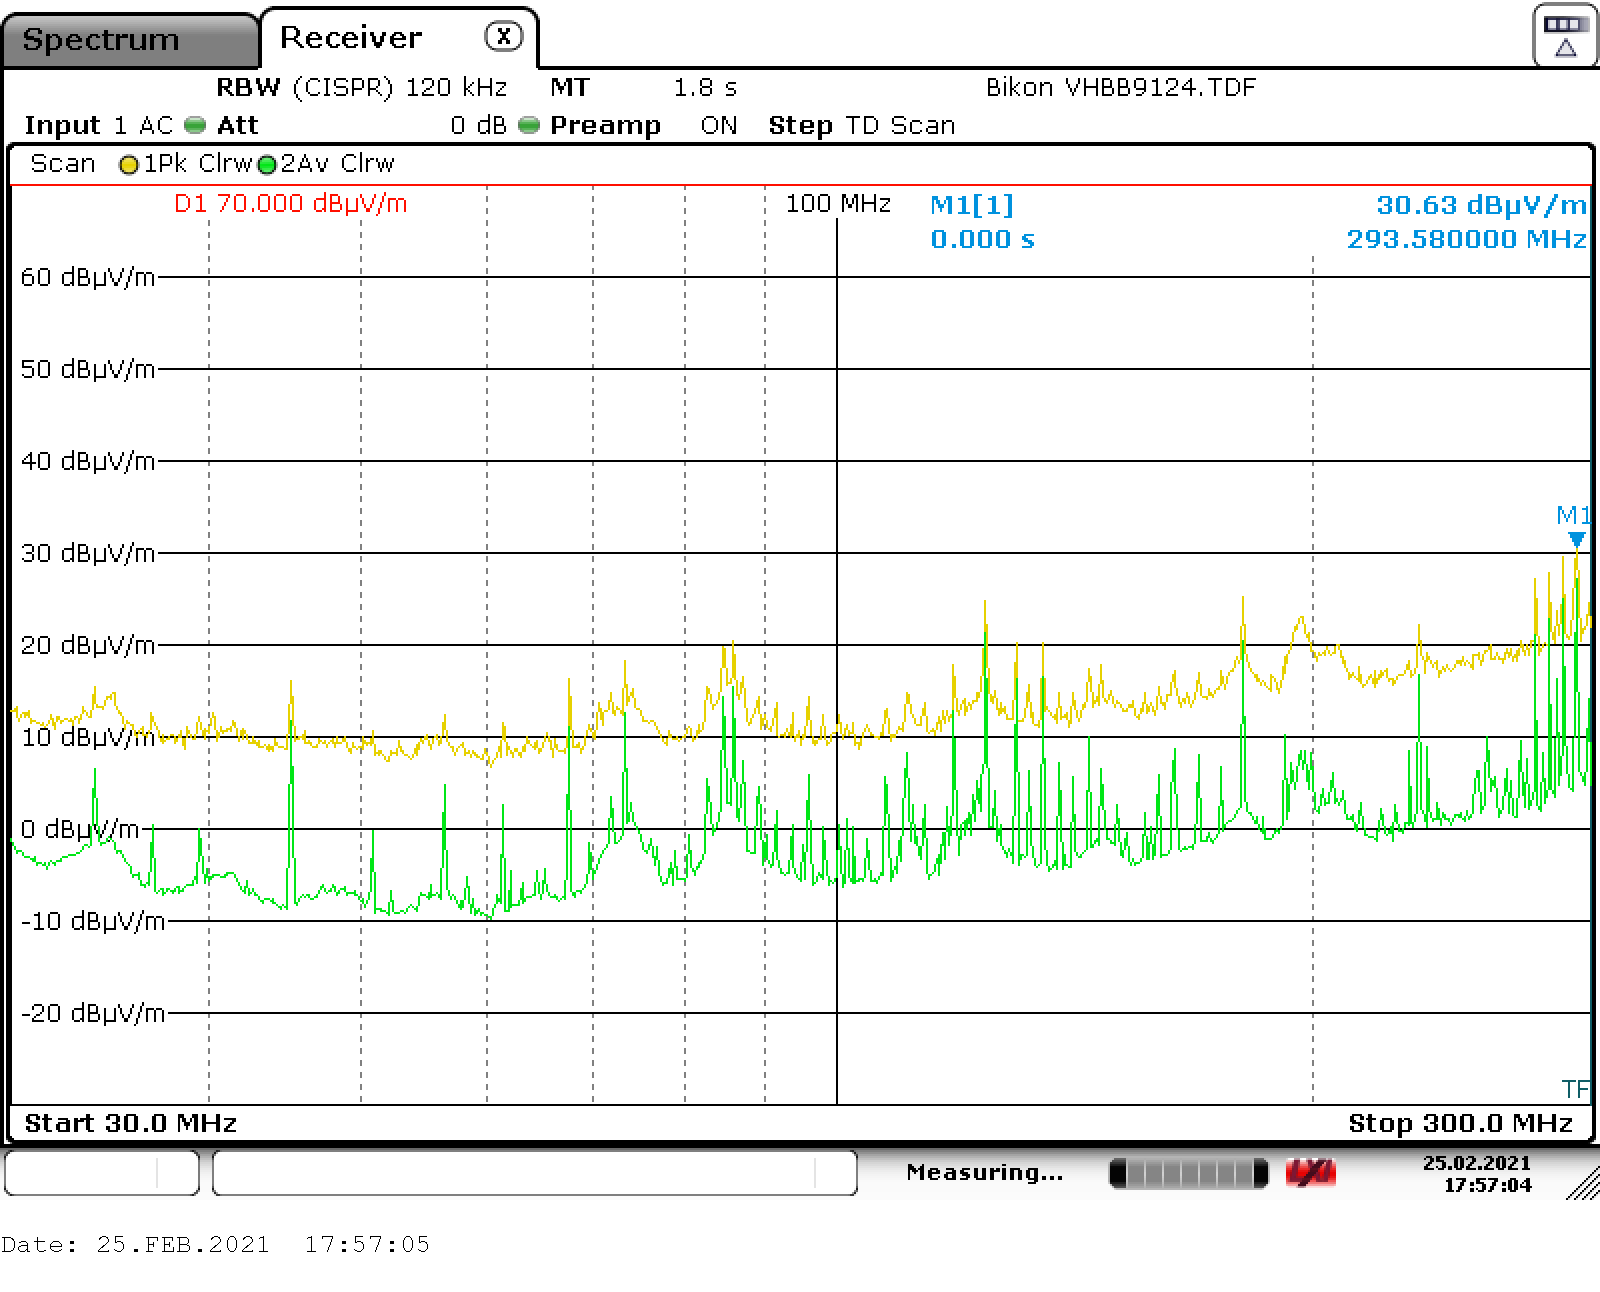 Spectrum Receiver X
RBW (CISPR) 120 kHz MT 1.8 s Bikon VHBB9124.TDF
Input 1 AC Att 0 dB Preamp ON Step TD Scan
Scan 1Pk Clrw 2Av Clrw
D1 70.000 dBµV/m 100 MHz M1[1] 30.63 dBµV/m
0.000 s 293.580000 MHz
60 dBµV/m
50 dBµV/m
40 dBµV/m
M1
30 dBµV/m
20 dBµV/m
10 dBµV/m
0 dBµV/m
-10 dBµV/m
-20 dBµV/m
TF
Start 30.0 MHz Stop 300.0 MHz
Measuring... LXI 25.02.2021
17:57:04
Date: 25.FEB.2021 17:57:05